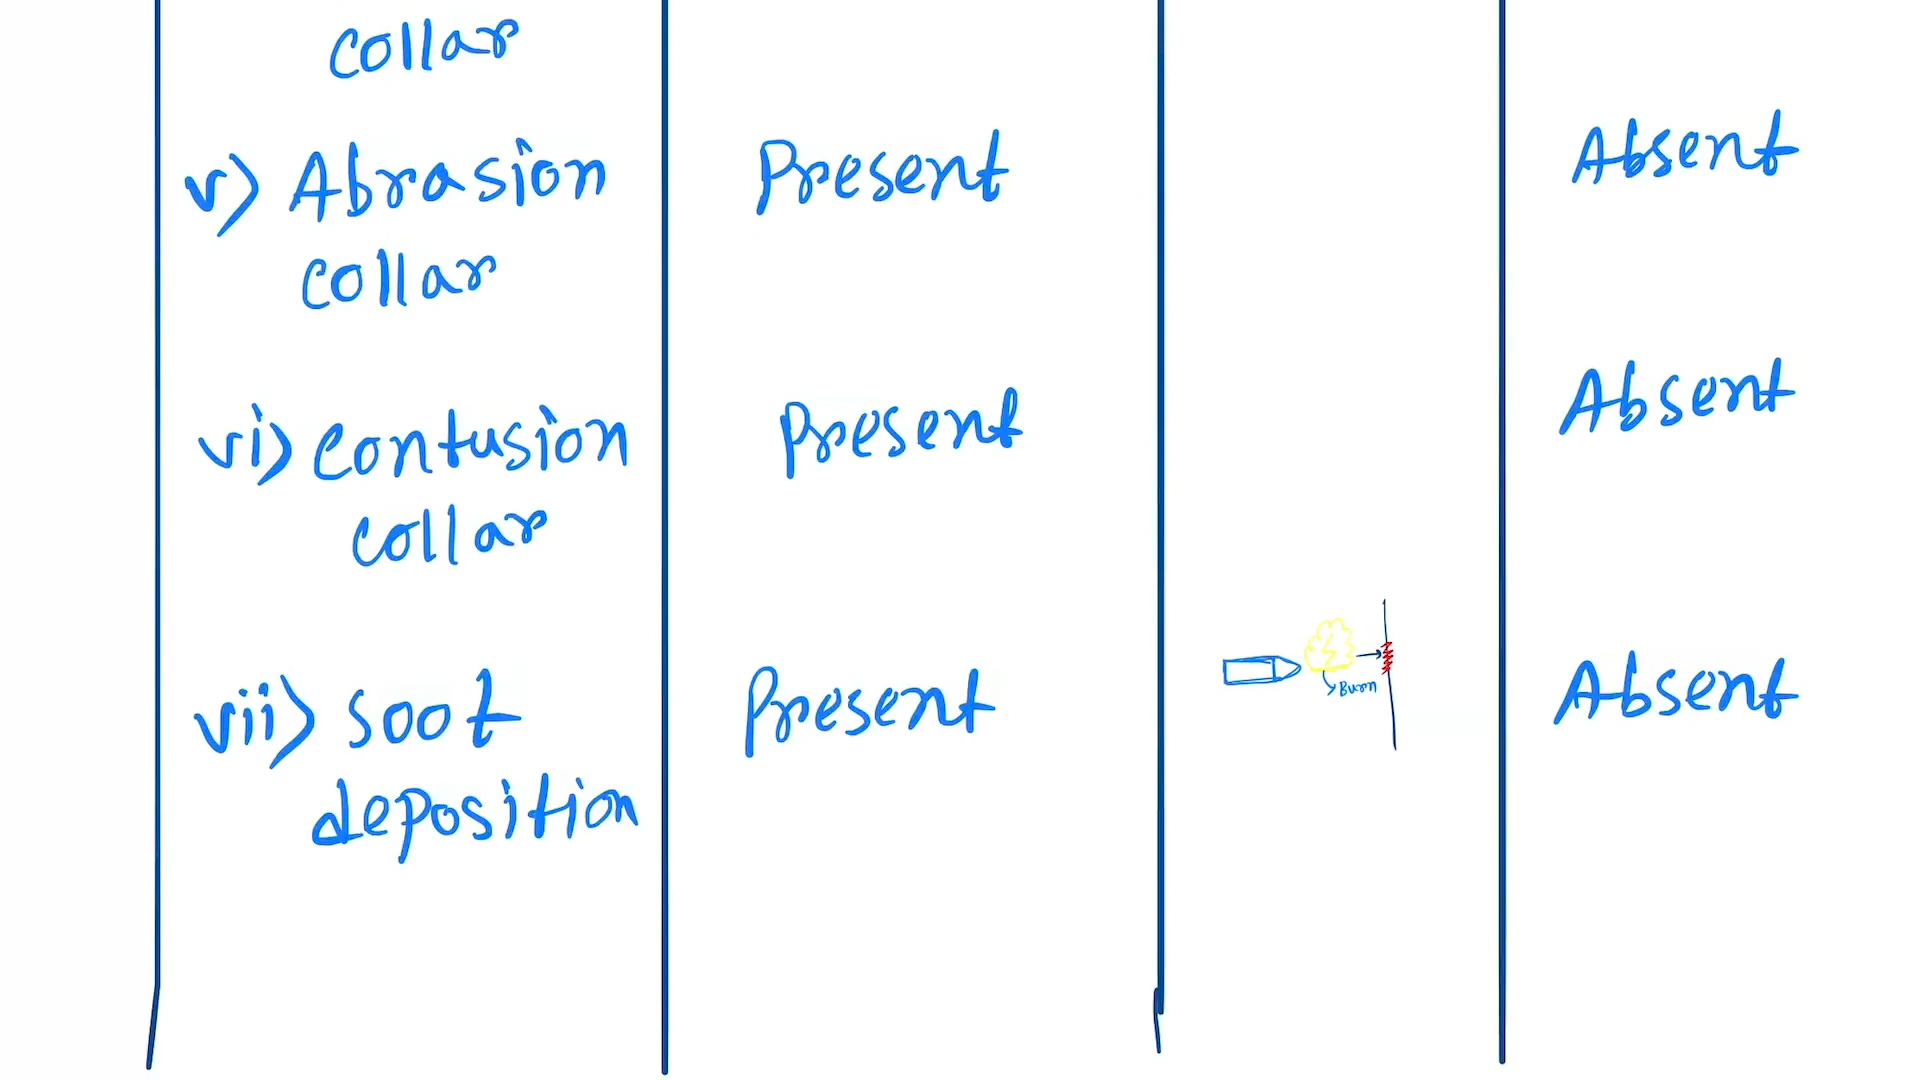 collar
v) Abrasion collar Present Absent
vi) Contusion collar Present Absent
vii) soot deposition Present Burn Absent